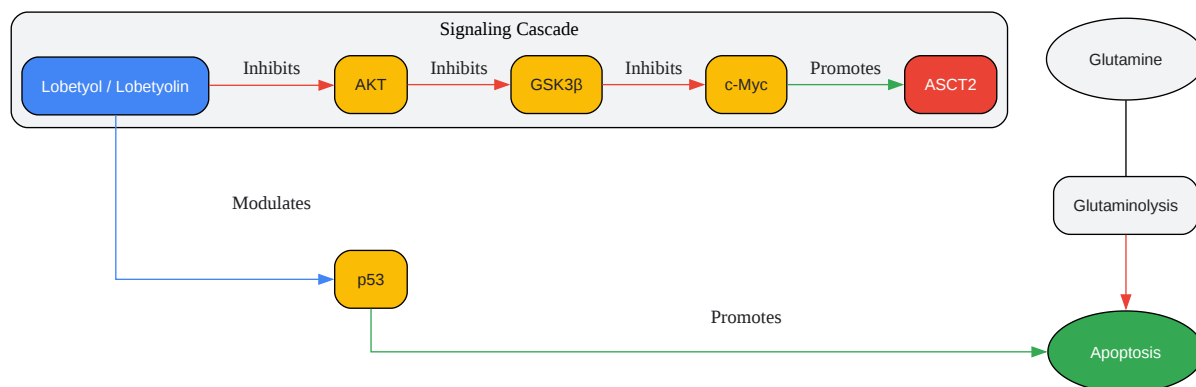 Signaling Cascade
Lobetyol / Lobetyolin
Inhibits
AKT
Inhibits
GSK3β
Inhibits
c-Myc
Promotes
ASCT2
Glutamine
Modulates
Glutaminolysis
p53
Promotes
Apoptosis